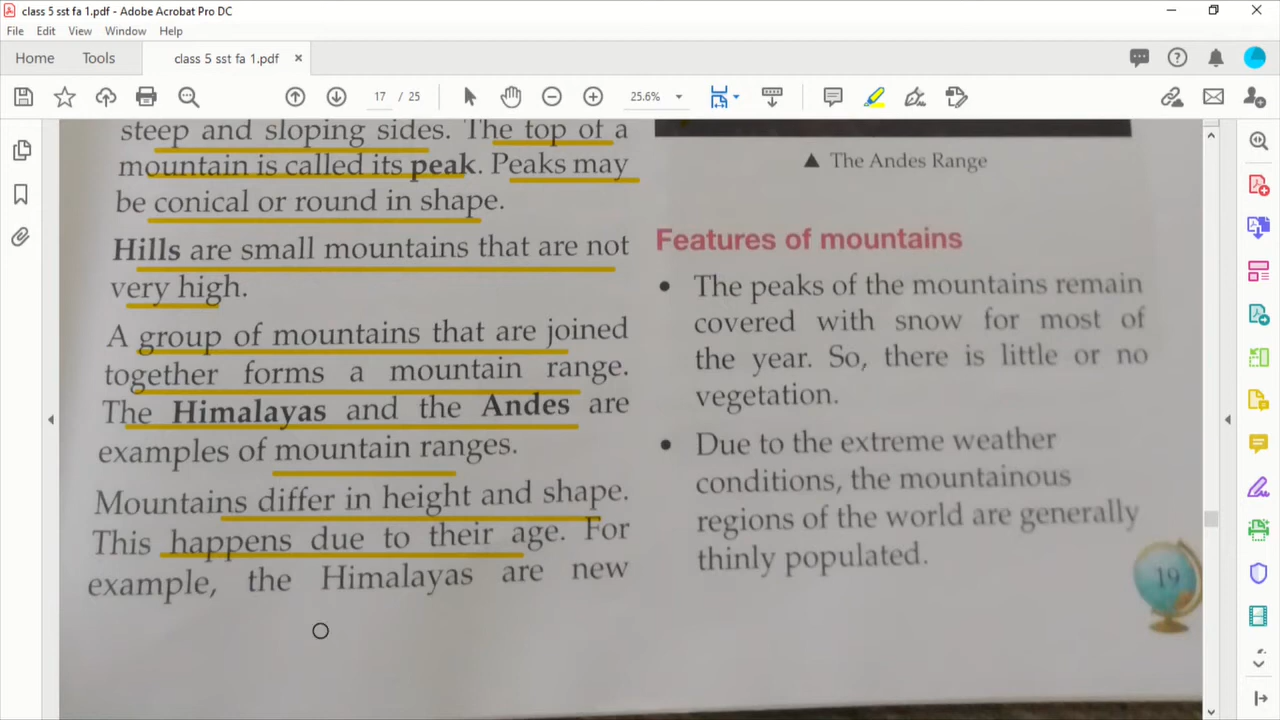 class 5 sst fa 1.pdf - Adobe Acrobat Pro DC
File Edit View Window Help
Home Tools class 5 sst fa 1.pdf ×
17 / 25 25.6%
steep and sloping sides. The top of a
mountain is called its peak. Peaks may
be conical or round in shape.
Hills are small mountains that are not
very high.
A group of mountains that are joined
together forms a mountain range.
The Himalayas and the Andes are
examples of mountain ranges.
Mountains differ in height and shape.
This happens due to their age. For
example, the Himalayas are new
▲ The Andes Range
Features of mountains
• The peaks of the mountains remain
covered with snow for most of
the year. So, there is little or no
vegetation.
• Due to the extreme weather
conditions, the mountainous
regions of the world are generally
thinly populated.
19